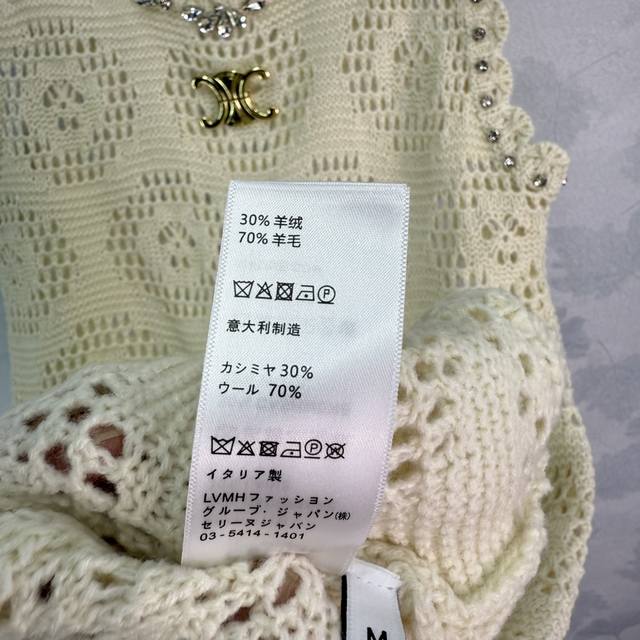 30% 羊绒
70% 羊毛
意大利制造
カシミヤ 30%
ウール 70%
イタリア製
LVMHファッション
グループ・ジャパン(株)
セリーヌジャパン
03-5414-1401
M